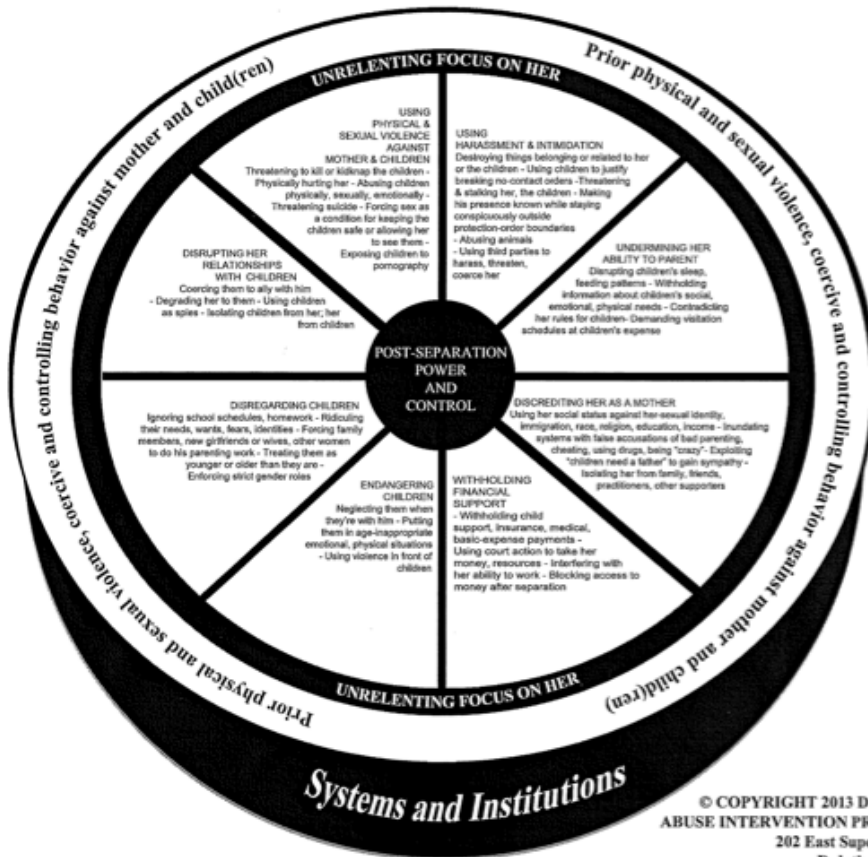 Prior physical and sexual violence, coercive and controlling behavior against mother and child(ren)
Prior physical and sexual violence, coercive and controlling behavior against mother and child(ren)
UNRELENTING FOCUS ON HER
USING
PHYSICAL &
SEXUAL VIOLENCE
AGAINST
MOTHER & CHILDREN
Threatening to kill or kidknap the children -
Physically hurting her - Abusing children
physically, sexually, emotionally -
Threatening suicide - Forcing sex as
a condition for keeping the
children safe or allowing her
to see them -
Exposing children to
pornography
USING
HARASSMENT & INTIMIDATION
Destroying things belonging or related to her
or the children - Using children to justify
breaking no-contact orders -Threatening
& stalking her, the children - Making
his presence known while staying
conspicuously outside
protection-order boundaries
- Abusing animals
- Using third parties to
harass, threaten,
coerce her
UNDERMINING HER
ABILITY TO PARENT
Disrupting children's sleep,
feeding patterns - Withholding
information about children's social,
emotional, physical needs - Contradicting
her rules for children- Demanding visitation
schedules at children's expense
DISCREDITING HER AS A MOTHER
Using her social status against her-sexual identity,
immigration, race, religion, education, income - Inundating
systems with false accusations of bad parenting,
cheating, using drugs, being "crazy"- Exploiting
"children need a father" to gain sympathy -
Isolating her from family, friends,
practitioners, other supporters
WITHHOLDING
FINANCIAL
SUPPORT
- Withholding child
support, insurance, medical,
basic-expense payments -
Using court action to take her
money, resources - Interfering with
her ability to work - Blocking access to
money after separation
ENDANGERING
CHILDREN
Neglecting them when
they're with him - Putting
them in age-inappropriate
emotional, physical situations
- Using violence in front of
children
DISREGARDING CHILDREN
Ignoring school schedules, homework - Ridiculing
their needs, wants, fears, identities - Forcing family
members, new girlfriends or wives, other women
to do his parenting work - Treating them as
younger or older than they are -
Enforcing strict gender roles
DISRUPTING HER
RELATIONSHIPS
WITH CHILDREN
Coercing them to ally with him
- Degrading her to them - Using children
as spies - Isolating children from her; her
from children
POST-SEPARATION
POWER
AND
CONTROL
UNRELENTING FOCUS ON HER
Systems and Institutions
© COPYRIGHT 2013 D
ABUSE INTERVENTION PR
202 East Supe